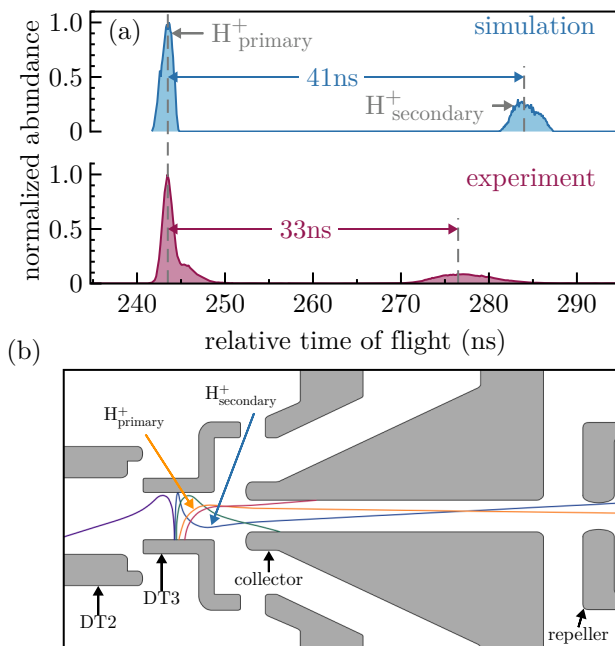 (a)
H⁺primary
simulation
41ns
H⁺secondary
1.0
0.5
0
normalized abundance
experiment
33ns
1.0
0.5
0
240 250 260 270 280 290
relative time of flight (ns)
(b)
H⁺primary
H⁺secondary
DT2
DT3
collector
repeller